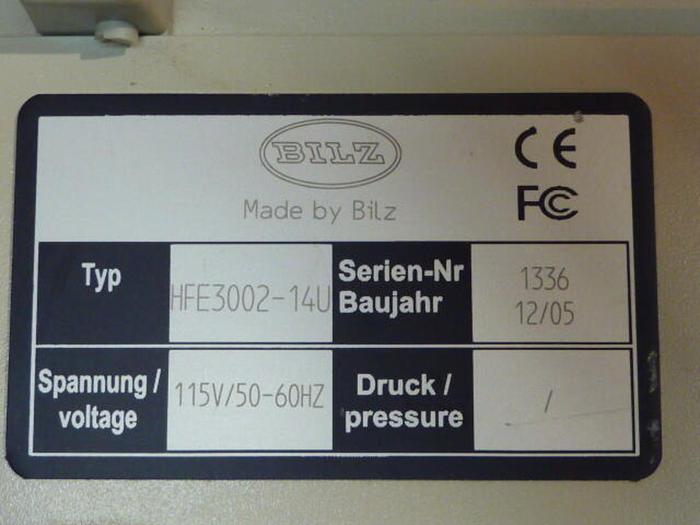 BILZ
Made by Bilz
CE
FC
Typ
HFE3002-14U
Serien-Nr
Baujahr
1336
12/05
Spannung /
voltage
115V/50-60HZ
Druck /
pressure
/